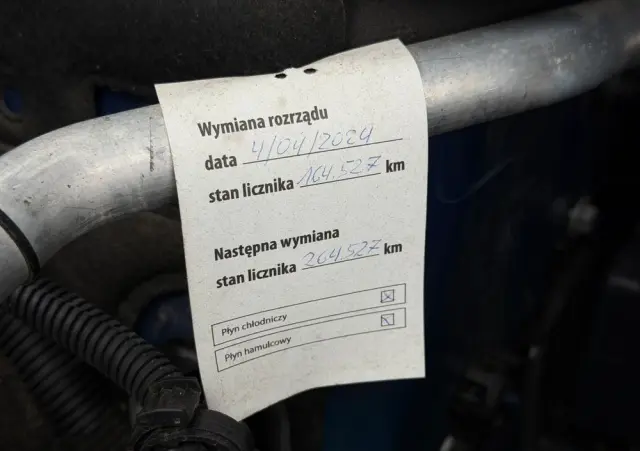 Wymiana rozrządu
data 4/04/2024
stan licznika 164.527 km
Następna wymiana
stan licznika 264.527 km
Płyn chłodniczy
Płyn hamulcowy